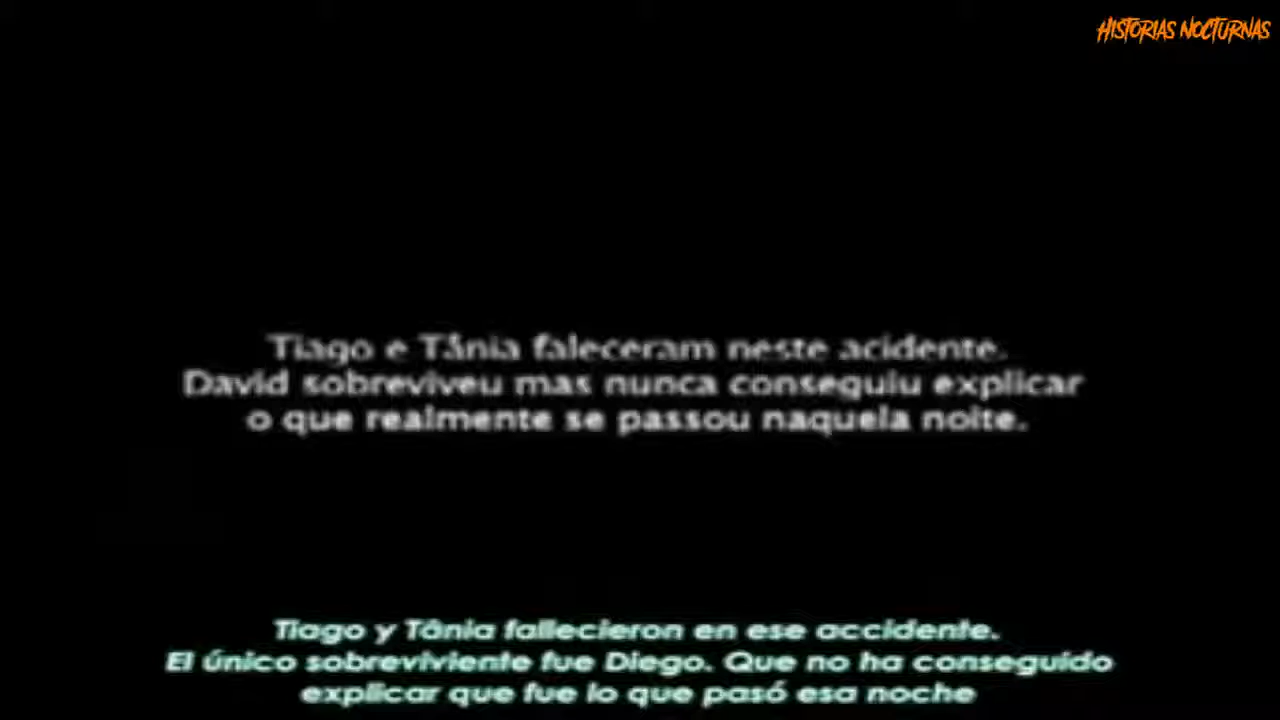 HISTORIAS NOCTURNAS
Tiago e Tânia faleceram neste acidente.
David sobreviveu mas nunca conseguiu explicar
o que realmente se passou naquela noite.
Tiago y Tânia fallecieron en ese accidente.
El único sobreviviente fue Diego. Que no ha conseguido
explicar que fue lo que pasó esa noche